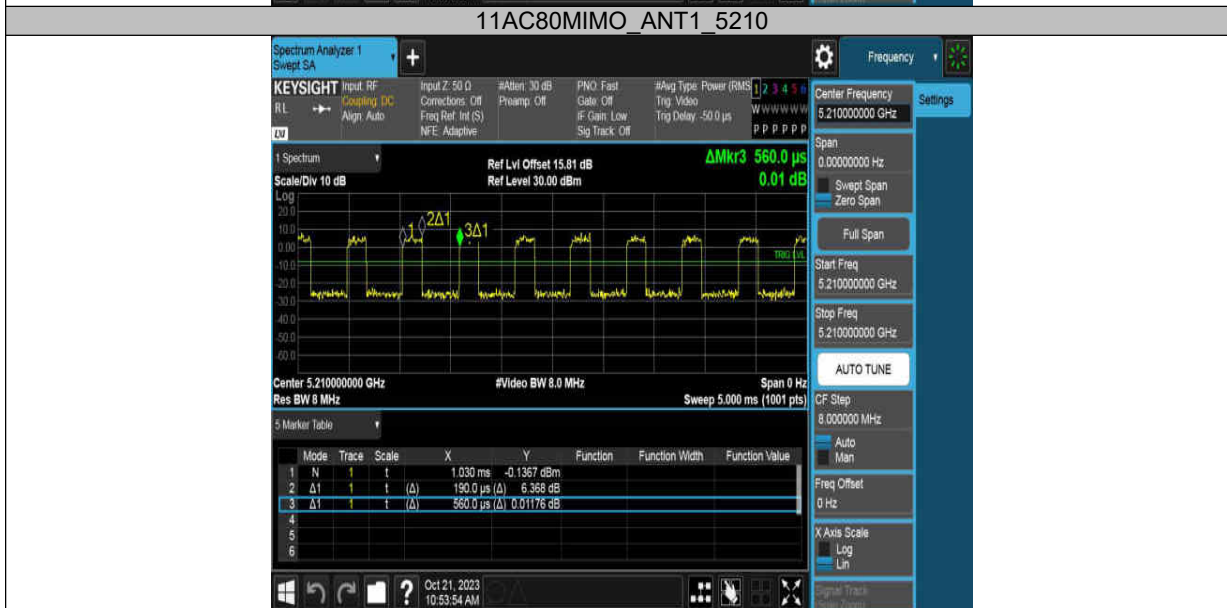 11AC80MIMO_ANT1_5210
Spectrum Analyzer 1
Swept SA
Frequency
KEYSIGHT
RL
Input: RF
Coupling: DC
Align: Auto
Input Z: 50 Ω
Corrections: Off
Freq Ref: Int (S)
NFE: Adaptive
#Atten: 30 dB
Preamp: Off
PNO: Fast
Gate: Off
IF Gain: Low
Sig Track: Off
#Avg Type: Power (RMS
Trig: Video
Trig Delay: -50.0 µs
1 2 3 4 5 6
W W W W W W
P P P P P P
Center Frequency
5.210000000 GHz
Settings
Span
0.00000000 Hz
Swept Span
Zero Span
Full Span
Start Freq
5.210000000 GHz
Stop Freq
5.210000000 GHz
AUTO TUNE
CF Step
8.000000 MHz
Auto
Man
Freq Offset
0 Hz
X Axis Scale
Log
Lin
Signal Track
1 Spectrum
Scale/Div 10 dB
Ref Lvl Offset 15.81 dB
Ref Level 30.00 dBm
ΔMkr3 560.0 µs
0.01 dB
Log
20.0
10.0
0.00
-10.0
-20.0
-30.0
-40.0
-50.0
-60.0
1
2Δ1
3Δ1
TRIG LVL
Center 5.210000000 GHz
#Video BW 8.0 MHz
Span 0 Hz
Res BW 8 MHz
Sweep 5.000 ms (1001 pts)
5 Marker Table
Mode Trace Scale X Y Function Function Width Function Value
1 N 1 t 1.030 ms -0.1367 dBm
2 Δ1 1 t (Δ) 190.0 µs (Δ) 6.368 dB
3 Δ1 1 t (Δ) 560.0 µs (Δ) 0.01176 dB
4
5
6
Oct 21, 2023
10:53:54 AM